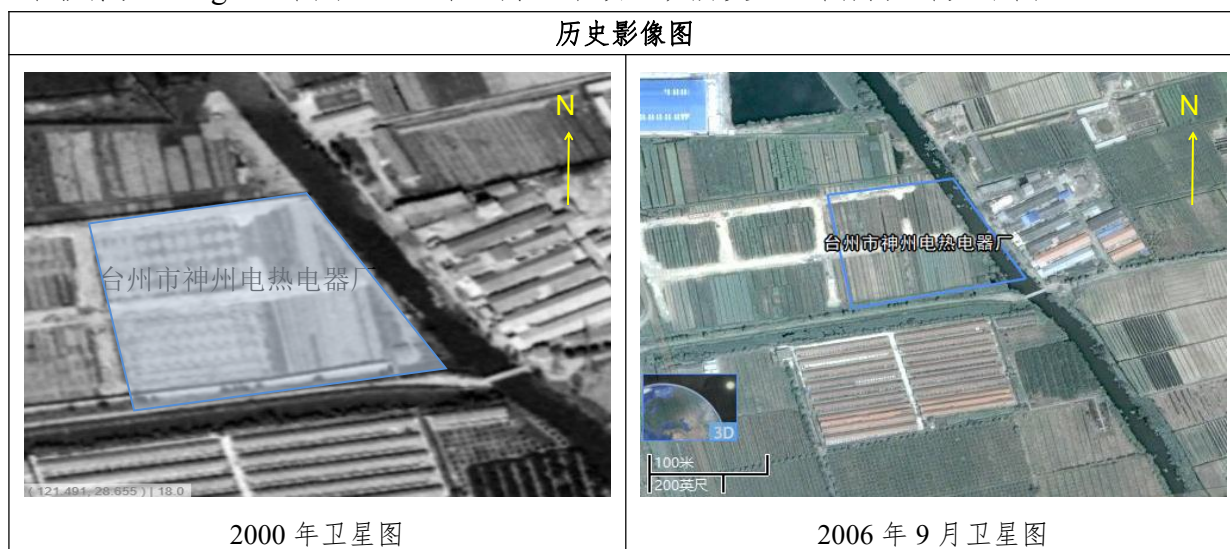 历史影像图
N
台州市神州电热电器厂
( 121.491, 28.655 ) | 18.0
N
台州市神州电热电器厂
3D
100米
200英尺
2000 年卫星图
2006 年 9 月卫星图